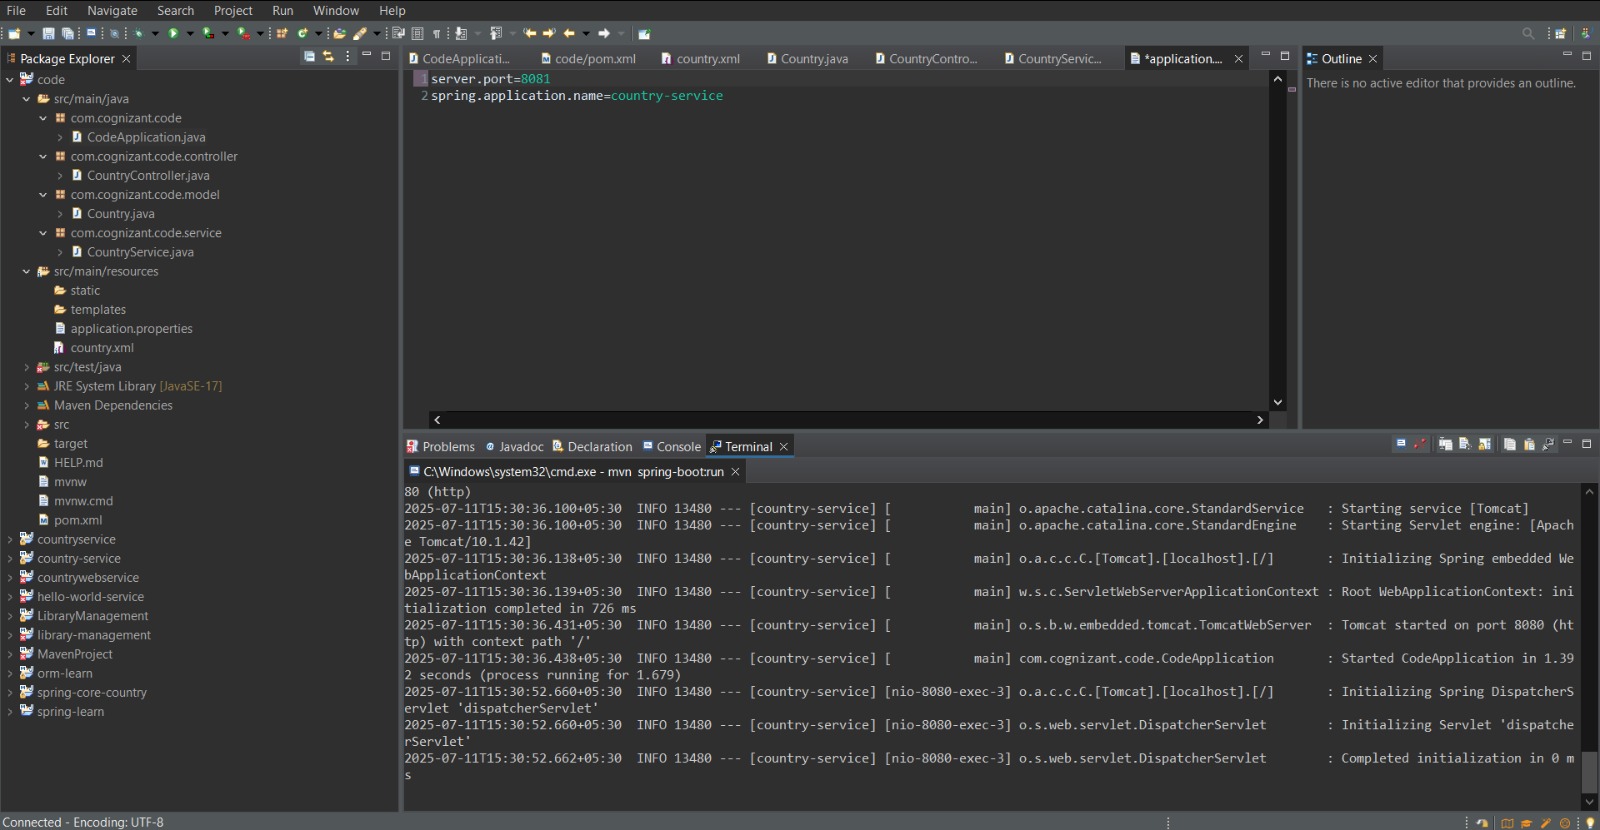 File Edit Navigate Search Project Run Window Help
Package Explorer
code
src/main/java
com.cognizant.code
CodeApplication.java
com.cognizant.code.controller
CountryController.java
com.cognizant.code.model
Country.java
com.cognizant.code.service
CountryService.java
src/main/resources
static
templates
application.properties
country.xml
src/test/java
JRE System Library [JavaSE-17]
Maven Dependencies
src
target
HELP.md
mvnw
mvnw.cmd
pom.xml
countryservice
country-service
countrywebservice
hello-world-service
LibraryManagement
library-management
MavenProject
orm-learn
spring-core-country
spring-learn
CodeApplicati... code/pom.xml country.xml Country.java CountryContro... CountryServic... *application....
1 server.port=8081
2 spring.application.name=country-service
Outline
There is no active editor that provides an outline.
Problems Javadoc Declaration Console Terminal
C:\Windows\system32\cmd.exe - mvn spring-boot:run
80 (http)
2025-07-11T15:30:36.100+05:30  INFO 13480 --- [country-service] [           main] o.apache.catalina.core.StandardService   : Starting service [Tomcat]
2025-07-11T15:30:36.100+05:30  INFO 13480 --- [country-service] [           main] o.apache.catalina.core.StandardEngine    : Starting Servlet engine: [Apach
e Tomcat/10.1.42]
2025-07-11T15:30:36.138+05:30  INFO 13480 --- [country-service] [           main] o.a.c.c.C.[Tomcat].[localhost].[/]       : Initializing Spring embedded We
bApplicationContext
2025-07-11T15:30:36.139+05:30  INFO 13480 --- [country-service] [           main] w.s.c.ServletWebServerApplicationContext : Root WebApplicationContext: ini
tialization completed in 726 ms
2025-07-11T15:30:36.431+05:30  INFO 13480 --- [country-service] [           main] o.s.b.w.embedded.tomcat.TomcatWebServer  : Tomcat started on port 8080 (ht
tp) with context path '/'
2025-07-11T15:30:36.438+05:30  INFO 13480 --- [country-service] [           main] com.cognizant.code.CodeApplication       : Started CodeApplication in 1.39
2 seconds (process running for 1.679)
2025-07-11T15:30:52.660+05:30  INFO 13480 --- [country-service] [nio-8080-exec-3] o.a.c.c.C.[Tomcat].[localhost].[/]       : Initializing Spring DispatcherS
ervlet 'dispatcherServlet'
2025-07-11T15:30:52.660+05:30  INFO 13480 --- [country-service] [nio-8080-exec-3] o.s.web.servlet.DispatcherServlet        : Initializing Servlet 'dispatche
rServlet'
2025-07-11T15:30:52.662+05:30  INFO 13480 --- [country-service] [nio-8080-exec-3] o.s.web.servlet.DispatcherServlet        : Completed initialization in 0 m
s
Connected - Encoding: UTF-8